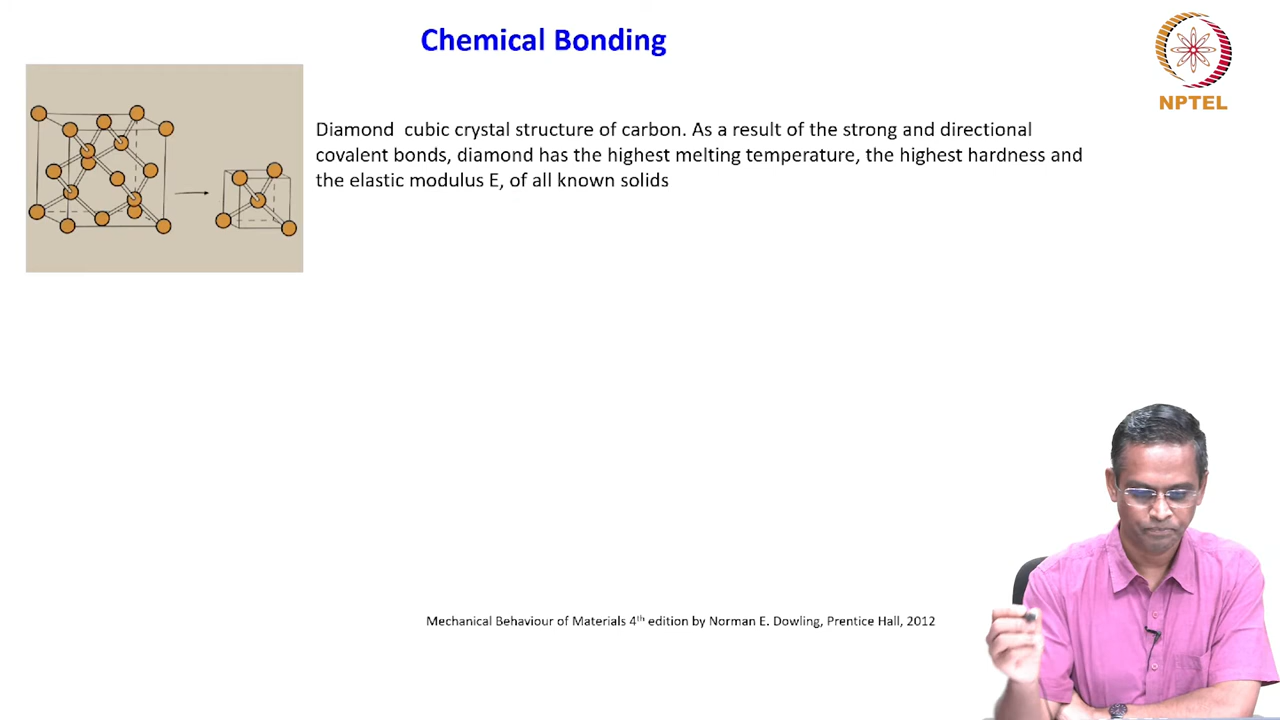 Chemical Bonding
NPTEL
Diamond cubic crystal structure of carbon. As a result of the strong and directional
covalent bonds, diamond has the highest melting temperature, the highest hardness and
the elastic modulus E, of all known solids
Mechanical Behaviour of Materials 4th edition by Norman E. Dowling, Prentice Hall, 2012